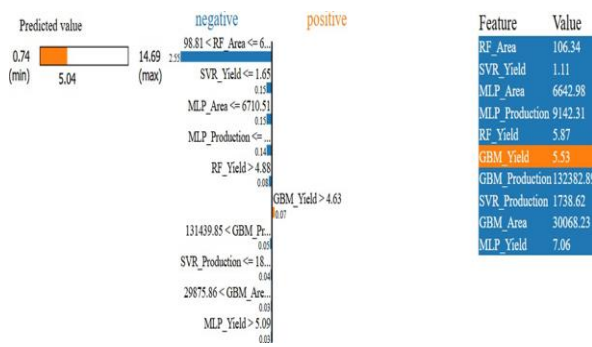 Predicted value
0.74
(min)
14.69
(max)
5.04
negative positive
98.81 < RF_Area <= 6...
2.55
SVR_Yield <= 1.65
0.15
MLP_Area <= 6710.51
0.15
MLP_Production <= ...
0.14
RF_Yield > 4.88
0.08
GBM_Yield > 4.63
0.07
131439.85 < GBM_Pr...
0.05
SVR_Production <= 18...
0.04
29875.86 < GBM_Are...
0.03
MLP_Yield > 5.09
0.03
Feature Value
RF_Area 106.34
SVR_Yield 1.11
MLP_Area 6642.98
MLP_Production 9142.31
RF_Yield 5.87
GBM_Yield 5.53
GBM_Production 132382.89
SVR_Production 1738.62
GBM_Area 30068.23
MLP_Yield 7.06